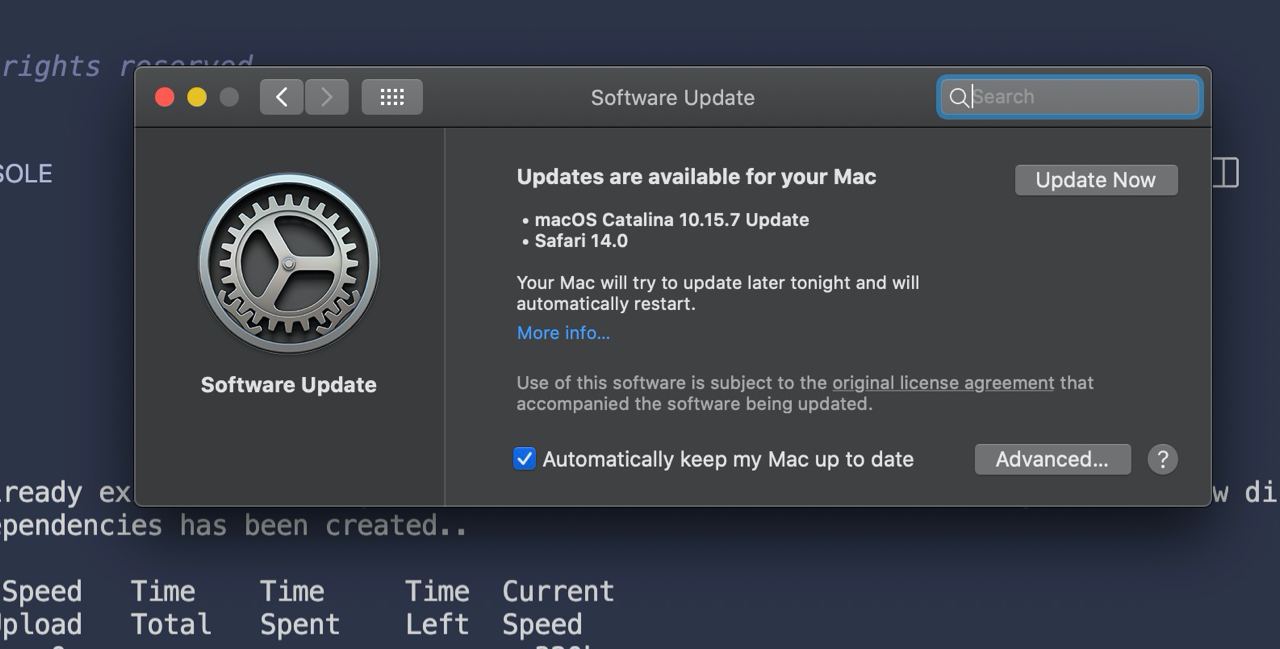 rights reserved
Software Update
Search
SOLE
Updates are available for your Mac
Update Now
• macOS Catalina 10.15.7 Update
• Safari 14.0
Your Mac will try to update later tonight and will
automatically restart.
More info...
Software Update
Use of this software is subject to the original license agreement that
accompanied the software being updated.
Automatically keep my Mac up to date
Advanced...
?
lready ex
w di
ependencies has been created..
Speed Time Time Time Current
Upload Total Spent Left Speed